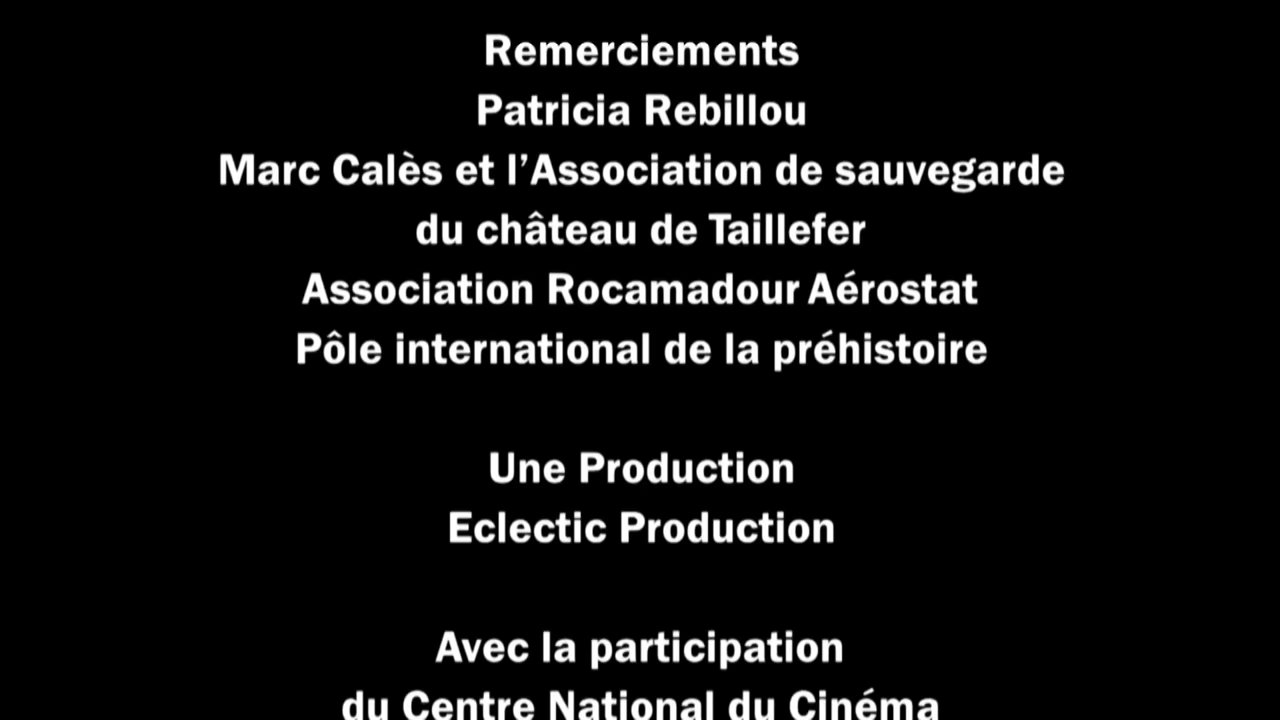 Remerciements
Patricia Rebillou
Marc Calès et l’Association de sauvegarde
du château de Taillefer
Association Rocamadour Aérostat
Pôle international de la préhistoire
Une Production
Eclectic Production
Avec la participation
du Centre National du Cinéma